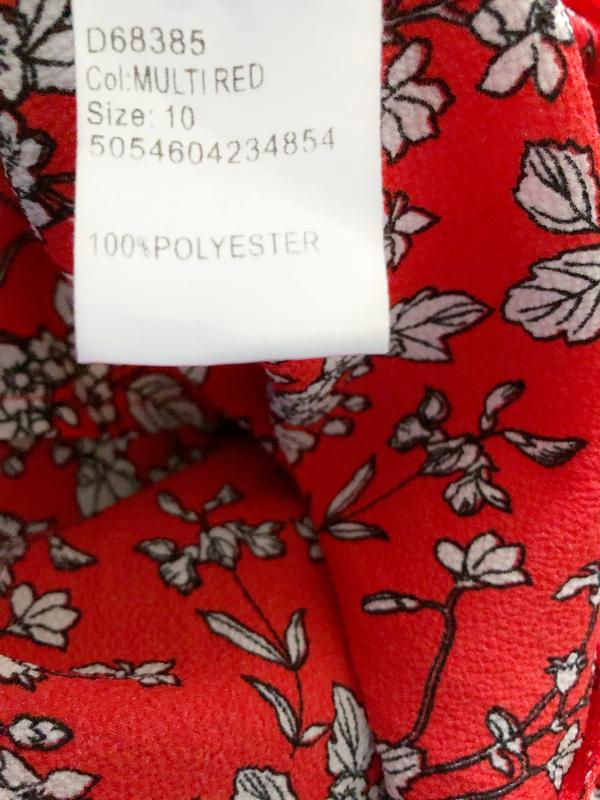 D68385
Col:MULTI RED
Size: 10
5054604234854
100%POLYESTER